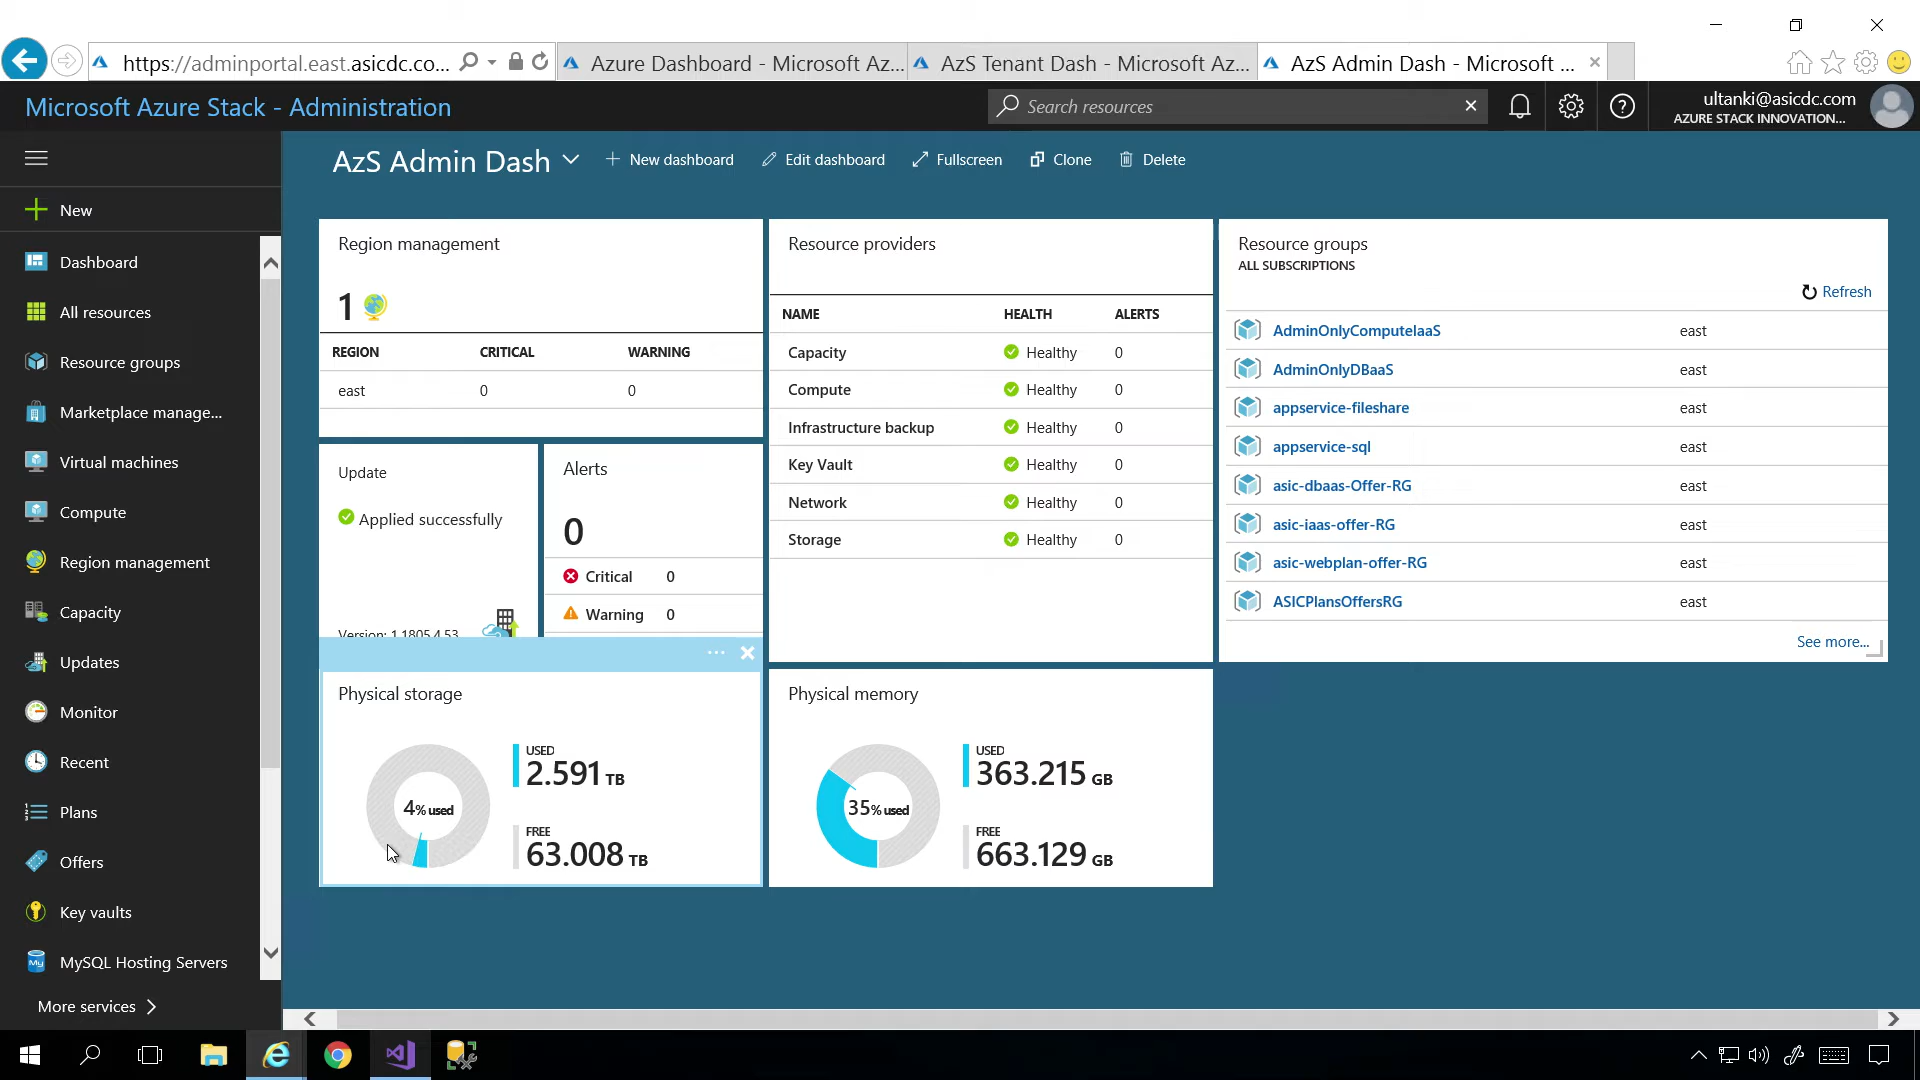 https://adminportal.east.asicdc.co...
Azure Dashboard - Microsoft Az...
AzS Tenant Dash - Microsoft Az...
AzS Admin Dash - Microsoft ...
Microsoft Azure Stack - Administration
Search resources
ultanki@asicdc.com
AZURE STACK INNOVATION...
AzS Admin Dash
New dashboard
Edit dashboard
Fullscreen
Clone
Delete
New
Dashboard
All resources
Resource groups
Marketplace manage...
Virtual machines
Compute
Region management
Capacity
Updates
Monitor
Recent
Plans
Offers
Key vaults
MySQL Hosting Servers
More services
Region management
1
REGION CRITICAL WARNING
east 0 0
Update
Applied successfully
Version: 1.1805.4.53
Alerts
0
Critical 0
Warning 0
Resource providers
NAME HEALTH ALERTS
Capacity Healthy 0
Compute Healthy 0
Infrastructure backup Healthy 0
Key Vault Healthy 0
Network Healthy 0
Storage Healthy 0
Resource groups
ALL SUBSCRIPTIONS
Refresh
AdminOnlyComputeIaaS east
AdminOnlyDBaaS east
appservice-fileshare east
appservice-sql east
asic-dbaas-Offer-RG east
asic-iaas-offer-RG east
asic-webplan-offer-RG east
ASICPlansOffersRG east
See more...
Physical storage
4% used
USED
2.591 TB
FREE
63.008 TB
Physical memory
35% used
USED
363.215 GB
FREE
663.129 GB
My